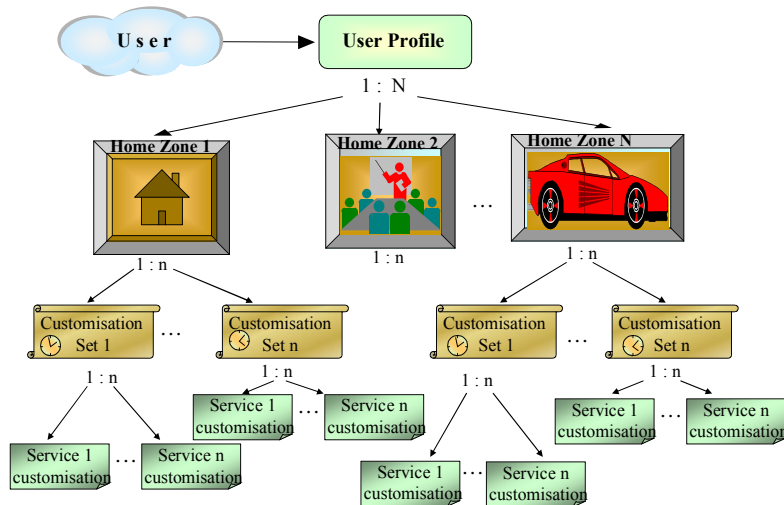 U s e r
User Profile
1 : N
Home Zone 1
Home Zone 2
Home Zone N
...
1 : n
1 : n
1 : n
Customisation
Set 1
...
Customisation
Set n
Customisation
Set 1
...
Customisation
Set n
1 : n
1 : n
1 : n
1 : n
Service 1
customisation
...
Service n
customisation
Service 1
customisation
...
Service n
customisation
Service 1
customisation
...
Service n
customisation
Service 1
customisation
...
Service n
customisation